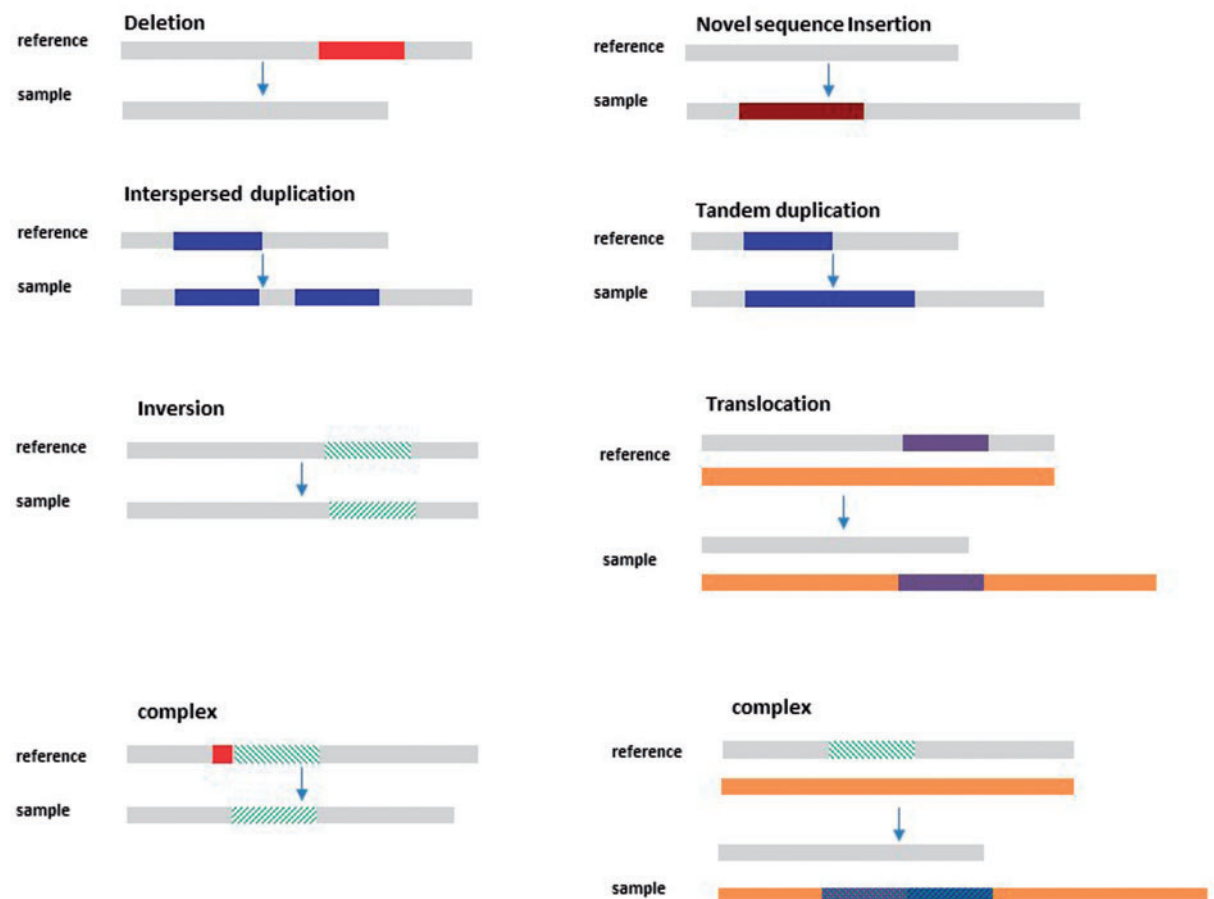 Deletion
reference
sample
Novel sequence Insertion
reference
sample
Interspersed duplication
reference
sample
Tandem duplication
reference
sample
Inversion
reference
sample
Translocation
reference
sample
complex
reference
sample
complex
reference
sample